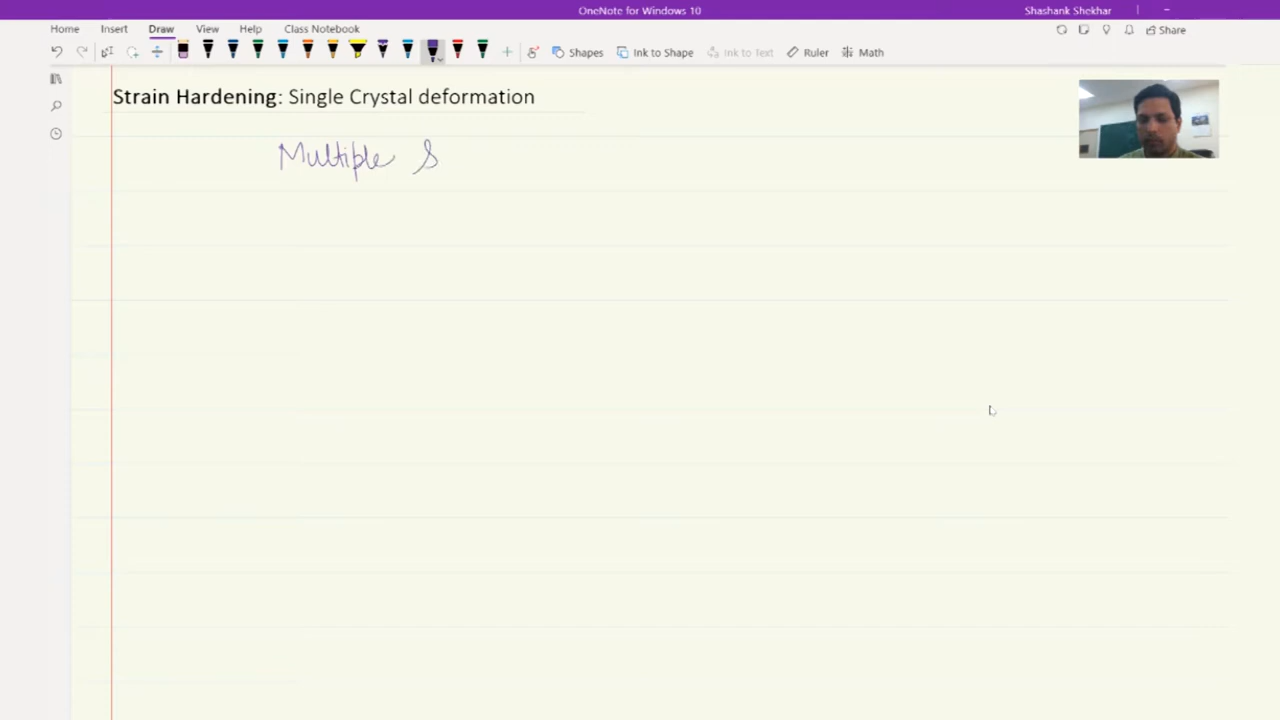 OneNote for Windows 10
Shashank Shekhar
Home Insert Draw View Help Class Notebook
Share
Shapes Ink to Shape Ink to Text Ruler Math
Strain Hardening: Single Crystal deformation
Multiple S